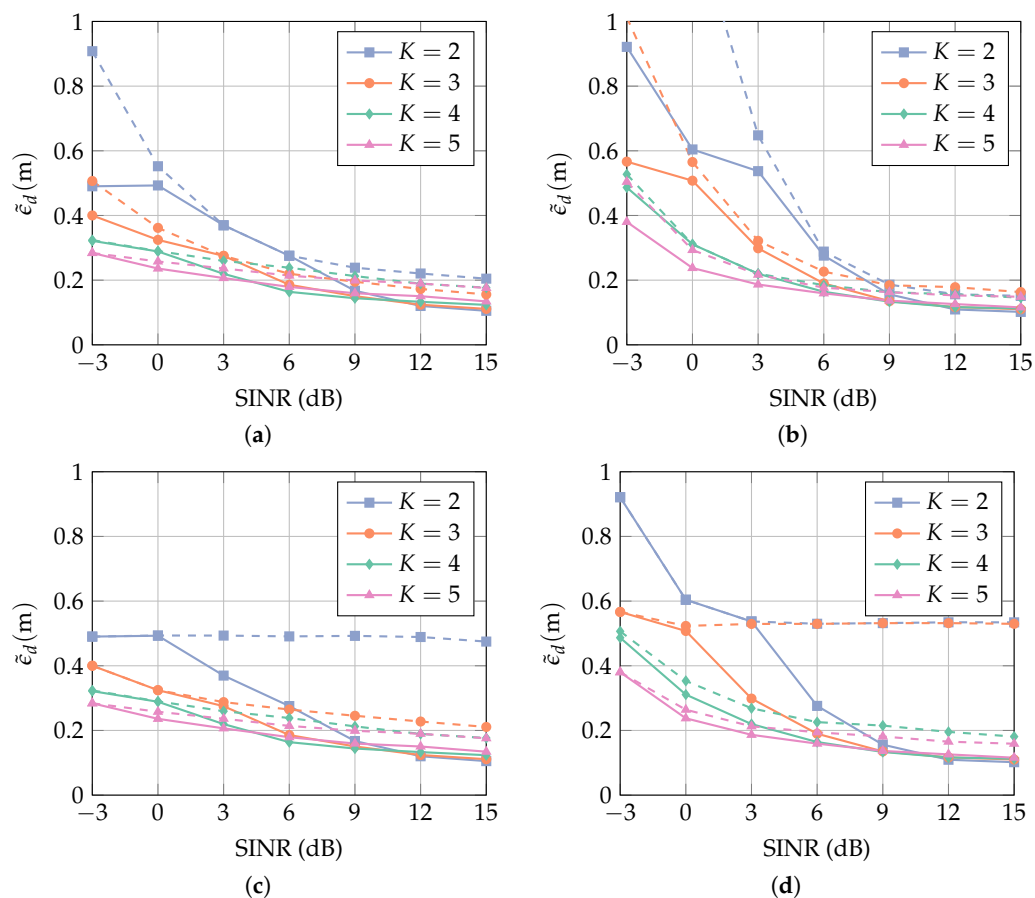 1
0.8
0.6
0.4
0.2
0
ϵ̃d(m)
−3 0 3 6 9 12 15
SINR (dB)
K = 2
K = 3
K = 4
K = 5
(a)
1
0.8
0.6
0.4
0.2
0
ϵ̃d(m)
−3 0 3 6 9 12 15
SINR (dB)
K = 2
K = 3
K = 4
K = 5
(b)
1
0.8
0.6
0.4
0.2
0
ϵ̃d(m)
−3 0 3 6 9 12 15
SINR (dB)
K = 2
K = 3
K = 4
K = 5
(c)
1
0.8
0.6
0.4
0.2
0
ϵ̃d(m)
−3 0 3 6 9 12 15
SINR (dB)
K = 2
K = 3
K = 4
K = 5
(d)